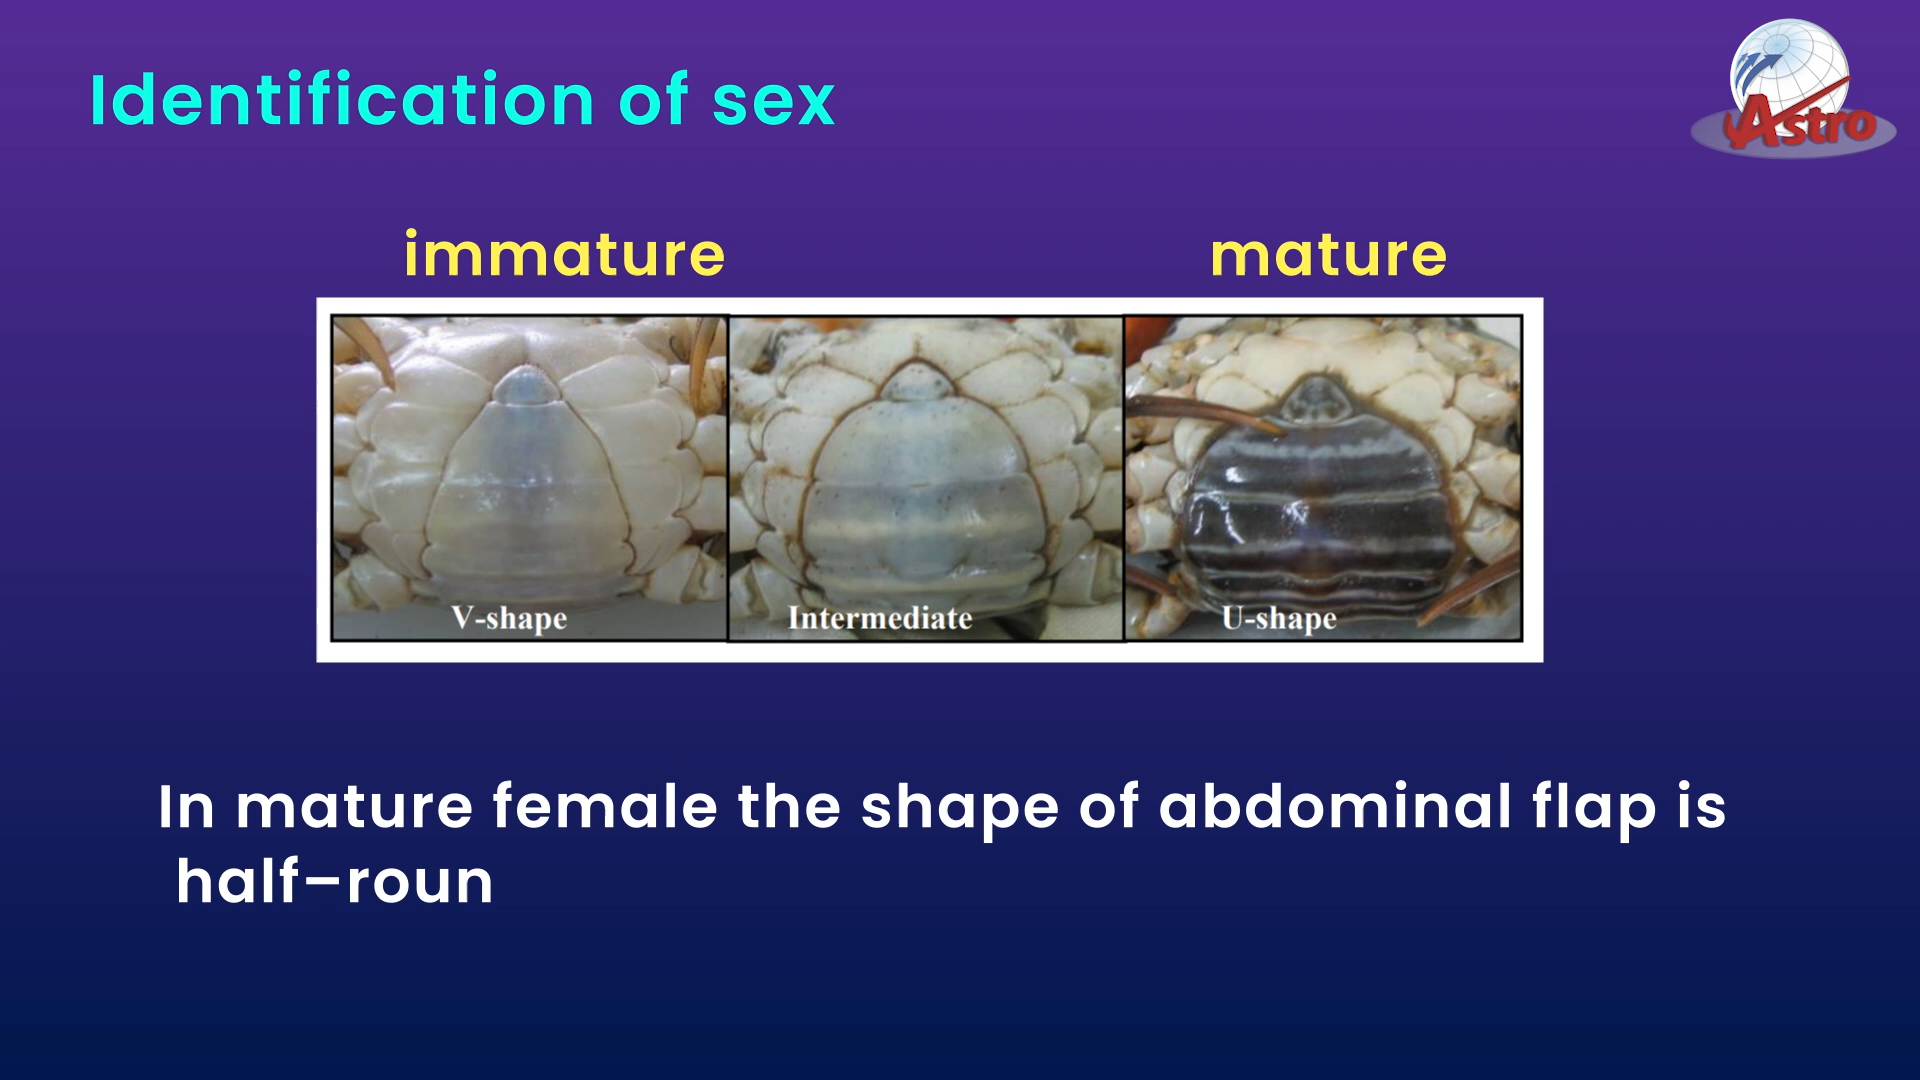 Identification of sex
Astro
immature
mature
V-shape
Intermediate
U-shape
In mature female the shape of abdominal flap is
half–roun